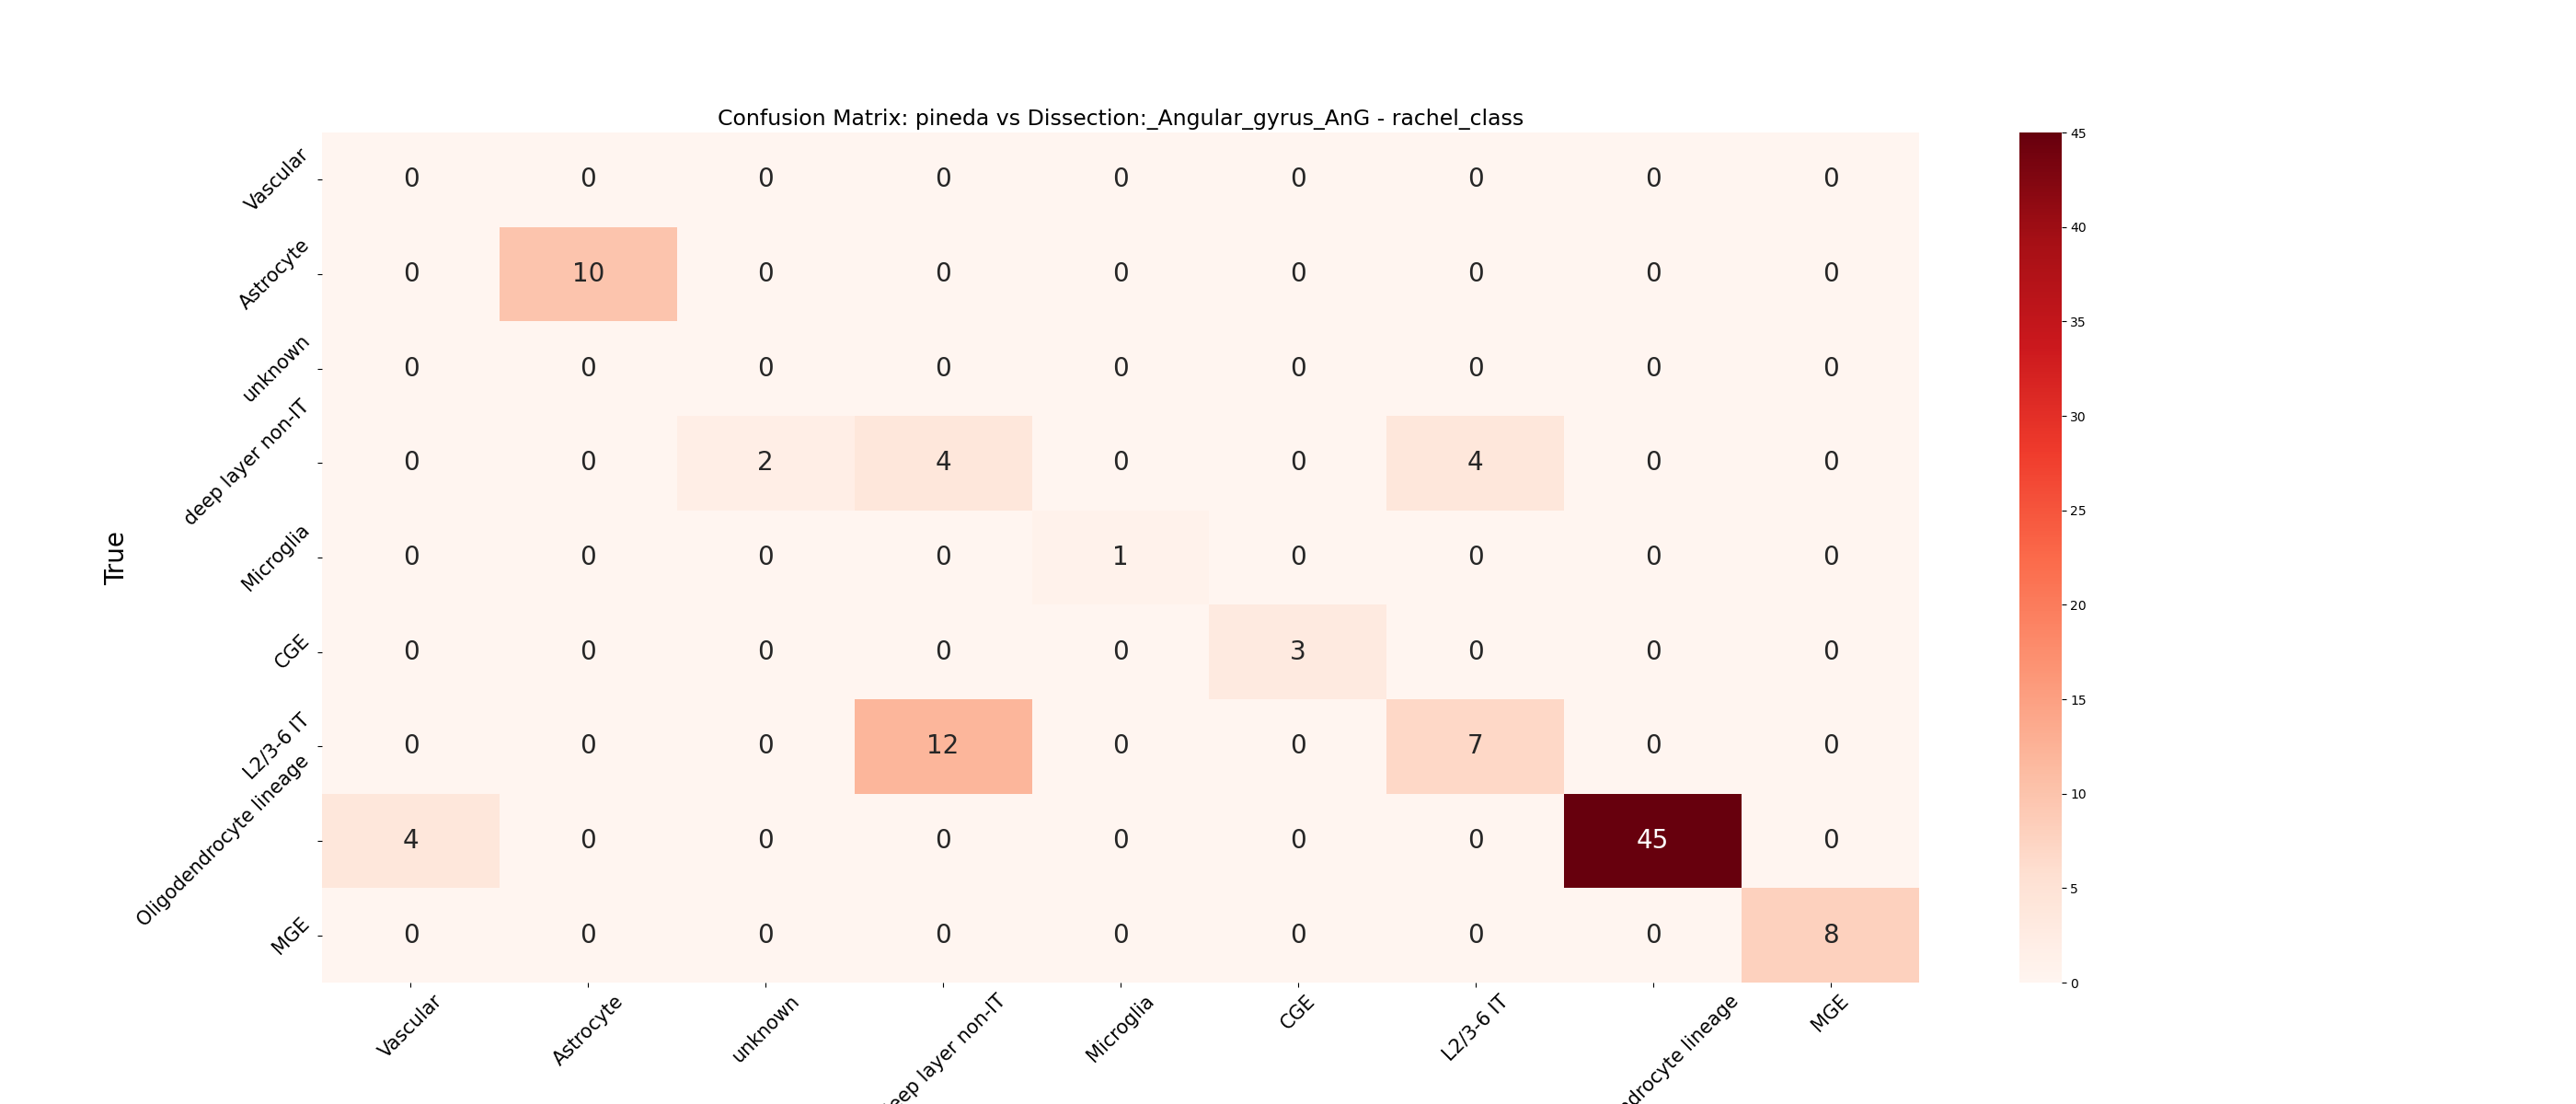 Confusion Matrix: pineda vs Dissection:_Angular_gyrus_AnG - rachel_class
True
Vascular 0 0 0 0 0 0 0 0 0
Astrocyte 0 10 0 0 0 0 0 0 0
unknown 0 0 0 0 0 0 0 0 0
deep layer non-IT 0 0 2 4 0 0 4 0 0
Microglia 0 0 0 0 1 0 0 0 0
CGE 0 0 0 0 0 3 0 0 0
L2/3-6 IT 0 0 0 12 0 0 7 0 0
Oligodendrocyte lineage 4 0 0 0 0 0 0 45 0
MGE 0 0 0 0 0 0 0 0 8
Vascular Astrocyte unknown eep layer non-IT Microglia CGE L2/3-6 IT ndrocyte lineage MGE
45
40
35
30
25
20
15
10
5
0